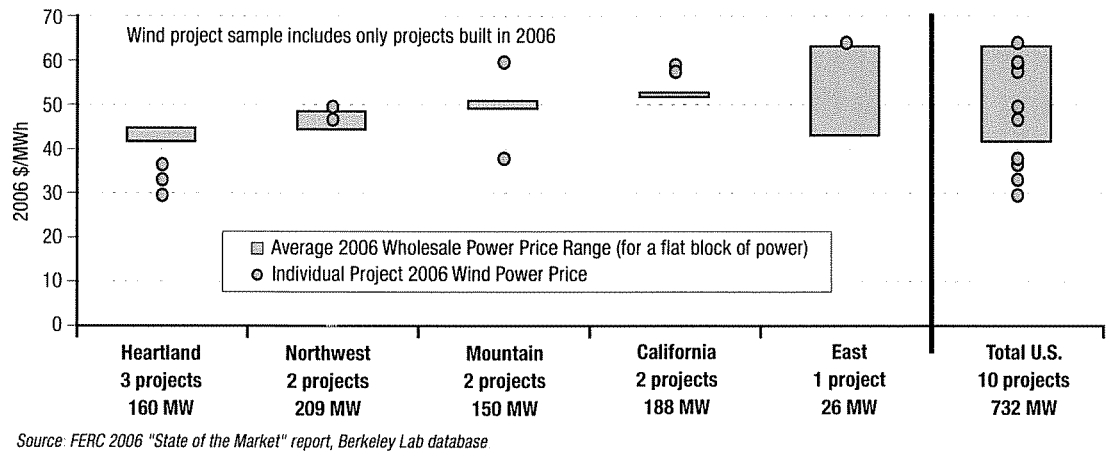 70
Wind project sample includes only projects built in 2006
60
50
40
30
20
10
0
2006 $/MWh
Average 2006 Wholesale Power Price Range (for a flat block of power)
Individual Project 2006 Wind Power Price
Heartland Northwest Mountain California East Total U.S.
3 projects 2 projects 2 projects 2 projects 1 project 10 projects
160 MW 209 MW 150 MW 188 MW 26 MW 732 MW
Source: FERC 2006 "State of the Market" report, Berkeley Lab database